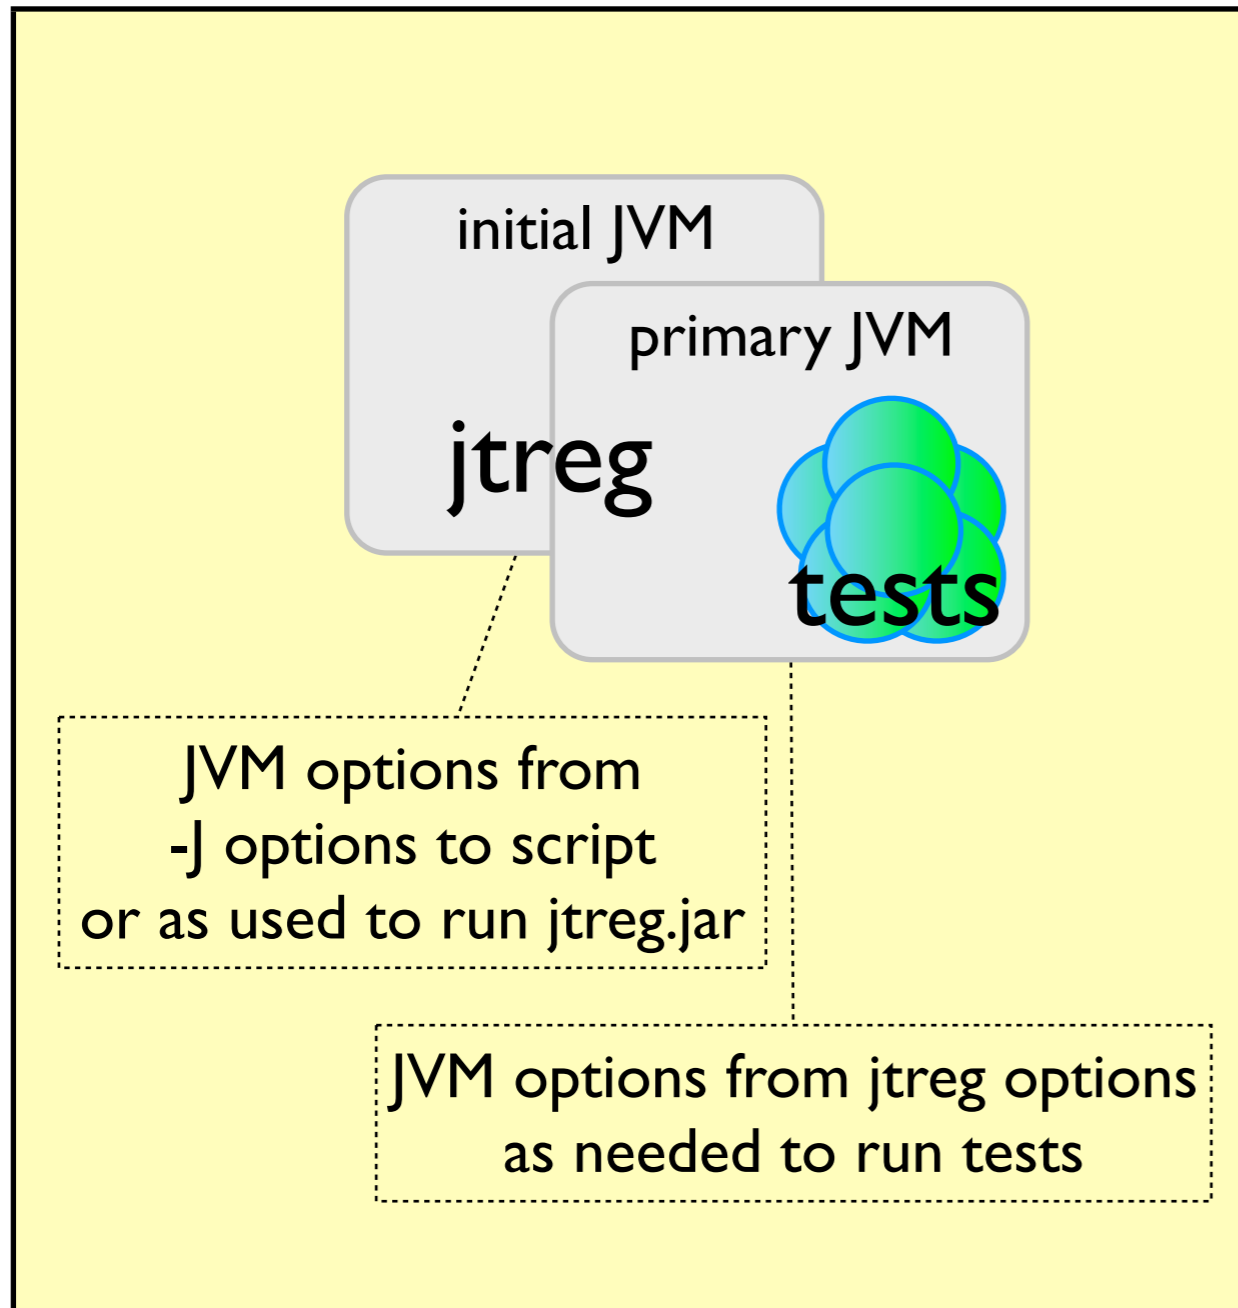 initial JVM
primary JVM
jtreg
tests
JVM options from
-J options to script
or as used to run jtreg.jar
JVM options from jtreg options
as needed to run tests